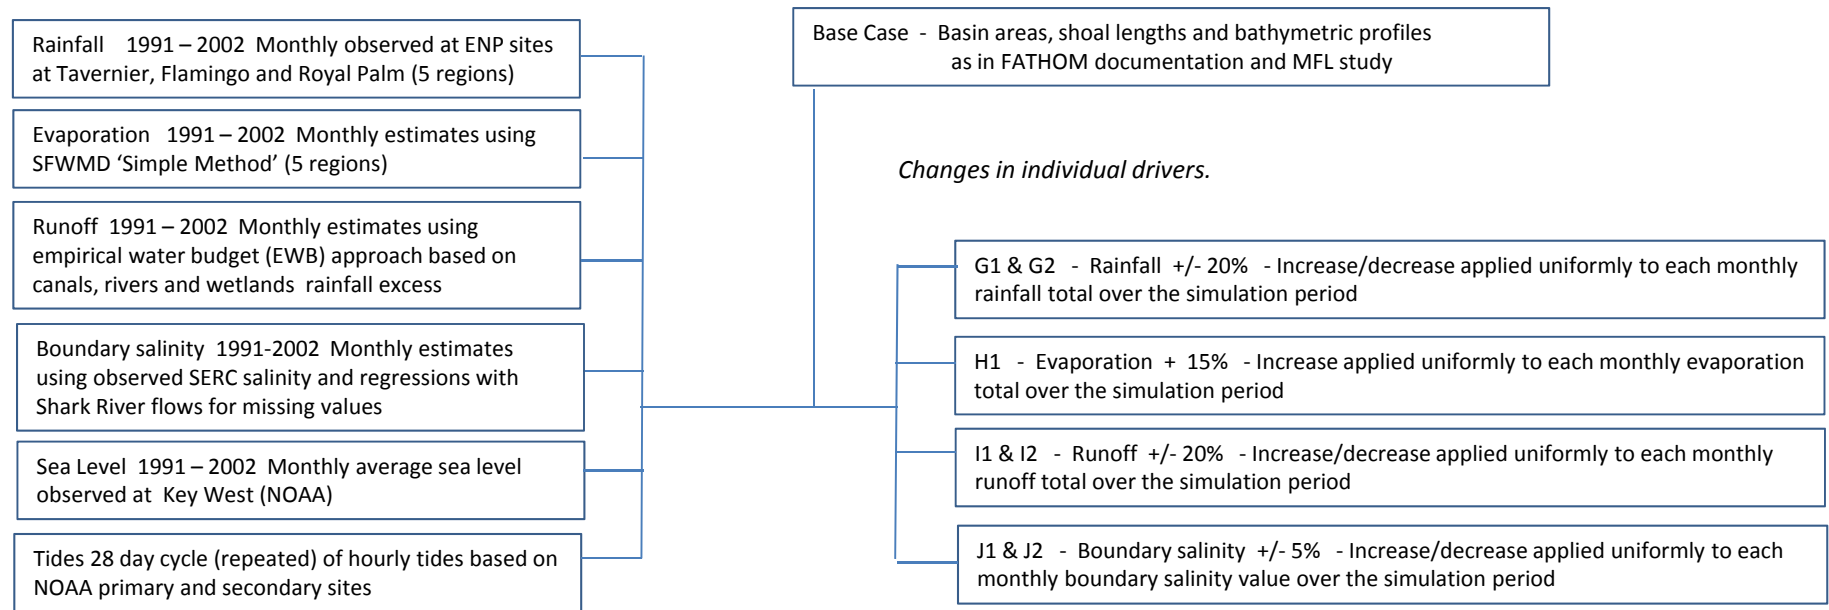 Rainfall 1991 – 2002 Monthly observed at ENP sites
at Tavernier, Flamingo and Royal Palm (5 regions)
Evaporation 1991 – 2002 Monthly estimates using
SFWMD ‘Simple Method’ (5 regions)
Runoff 1991 – 2002 Monthly estimates using
empirical water budget (EWB) approach based on
canals, rivers and wetlands rainfall excess
Boundary salinity 1991-2002 Monthly estimates
using observed SERC salinity and regressions with
Shark River flows for missing values
Sea Level 1991 – 2002 Monthly average sea level
observed at Key West (NOAA)
Tides 28 day cycle (repeated) of hourly tides based on
NOAA primary and secondary sites
Base Case - Basin areas, shoal lengths and bathymetric profiles
as in FATHOM documentation and MFL study
Changes in individual drivers.
G1 & G2 - Rainfall +/- 20% - Increase/decrease applied uniformly to each monthly
rainfall total over the simulation period
H1 - Evaporation + 15% - Increase applied uniformly to each monthly evaporation
total over the simulation period
I1 & I2 - Runoff +/- 20% - Increase/decrease applied uniformly to each monthly
runoff total over the simulation period
J1 & J2 - Boundary salinity +/- 5% - Increase/decrease applied uniformly to each
monthly boundary salinity value over the simulation period